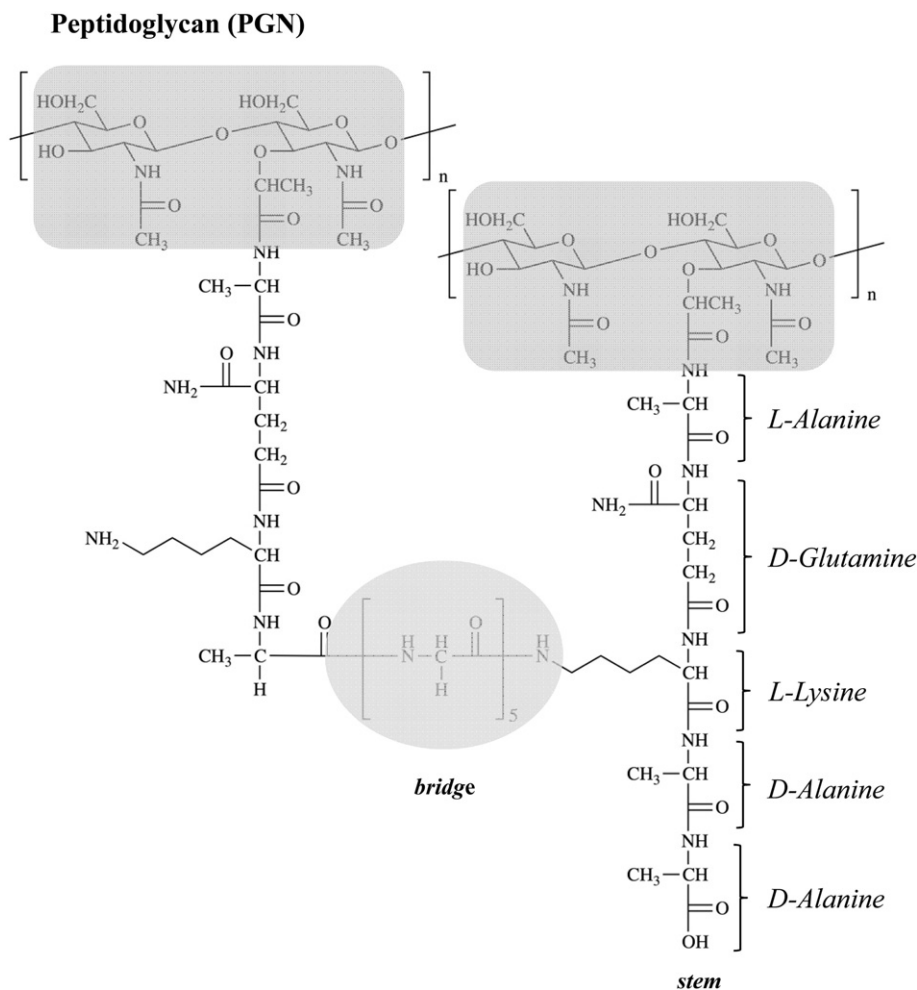 Peptidoglycan (PGN)
HOH₂C
HOH₂C
O
O
O
O
HO
O
NH
NH
n
CHCH₃
O
O
O
CH₃
CH₃
NH
CH₃
CH
O
NH
O
NH₂
CH
CH₂
CH₂
O
NH
NH₂
CH
O
NH
CH₃
C
H
O
H
N
H
C
H
O
5
H
N
bridge
HOH₂C
HOH₂C
O
O
O
O
HO
O
NH
NH
n
CHCH₃
O
O
O
CH₃
CH₃
NH
CH₃
CH
O
L-Alanine
NH
O
NH₂
CH
CH₂
CH₂
O
D-Glutamine
NH
CH
O
L-Lysine
NH
CH₃
CH
O
D-Alanine
NH
CH₃
CH
O
OH
D-Alanine
stem